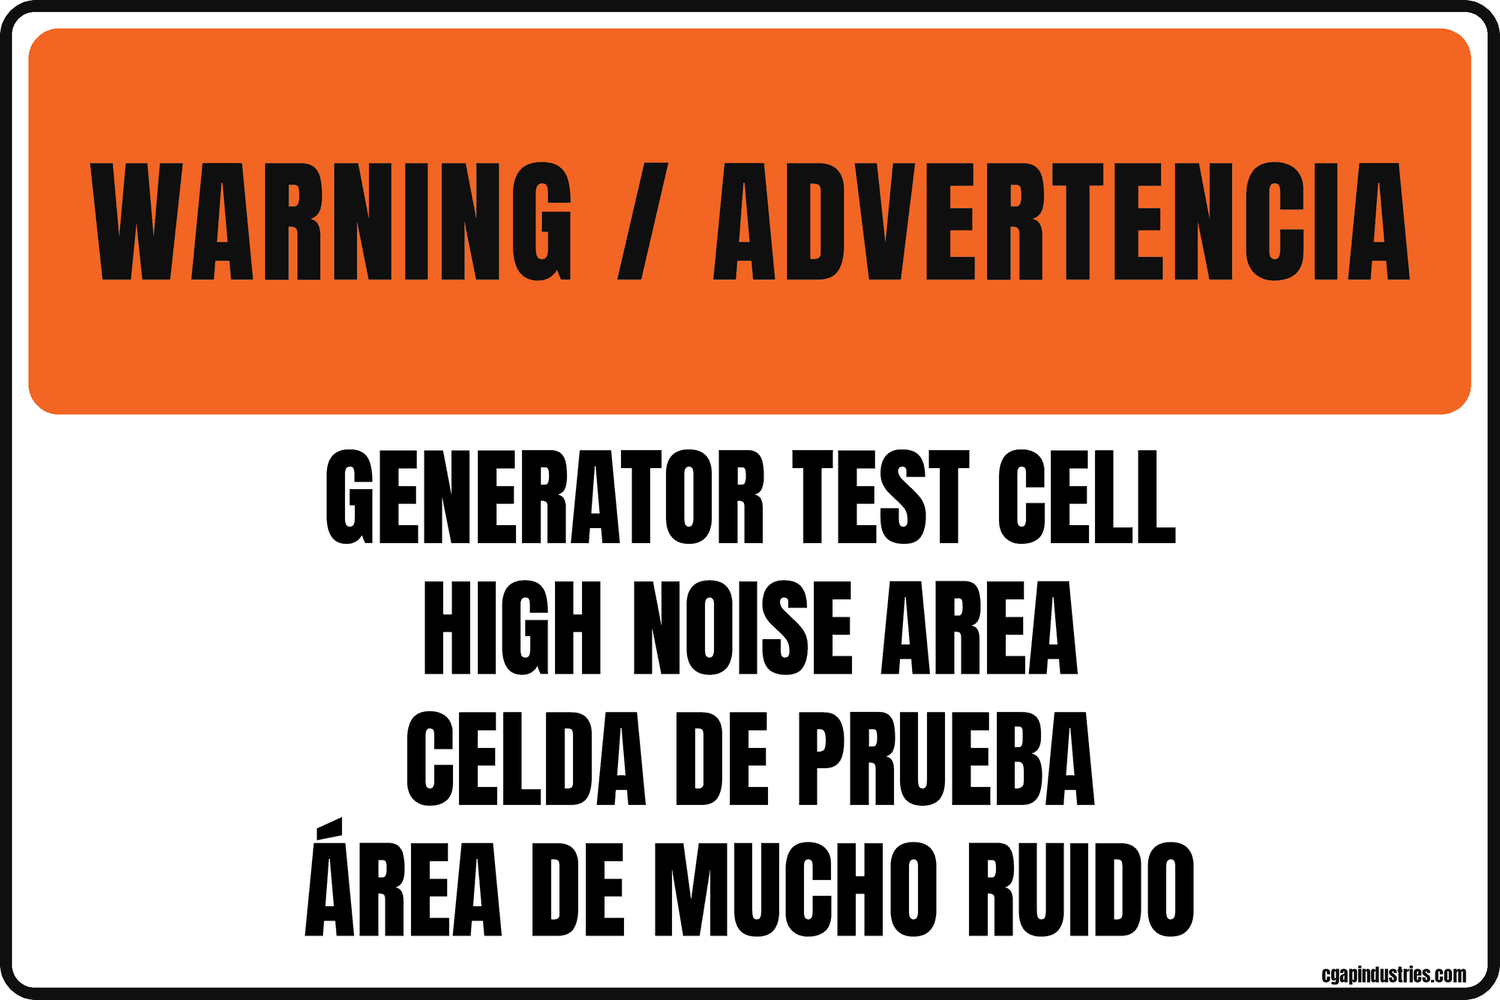 WARNING / ADVERTENCIA
GENERATOR TEST CELL
HIGH NOISE AREA
CELDA DE PRUEBA
ÁREA DE MUCHO RUIDO
cgapindustries.com